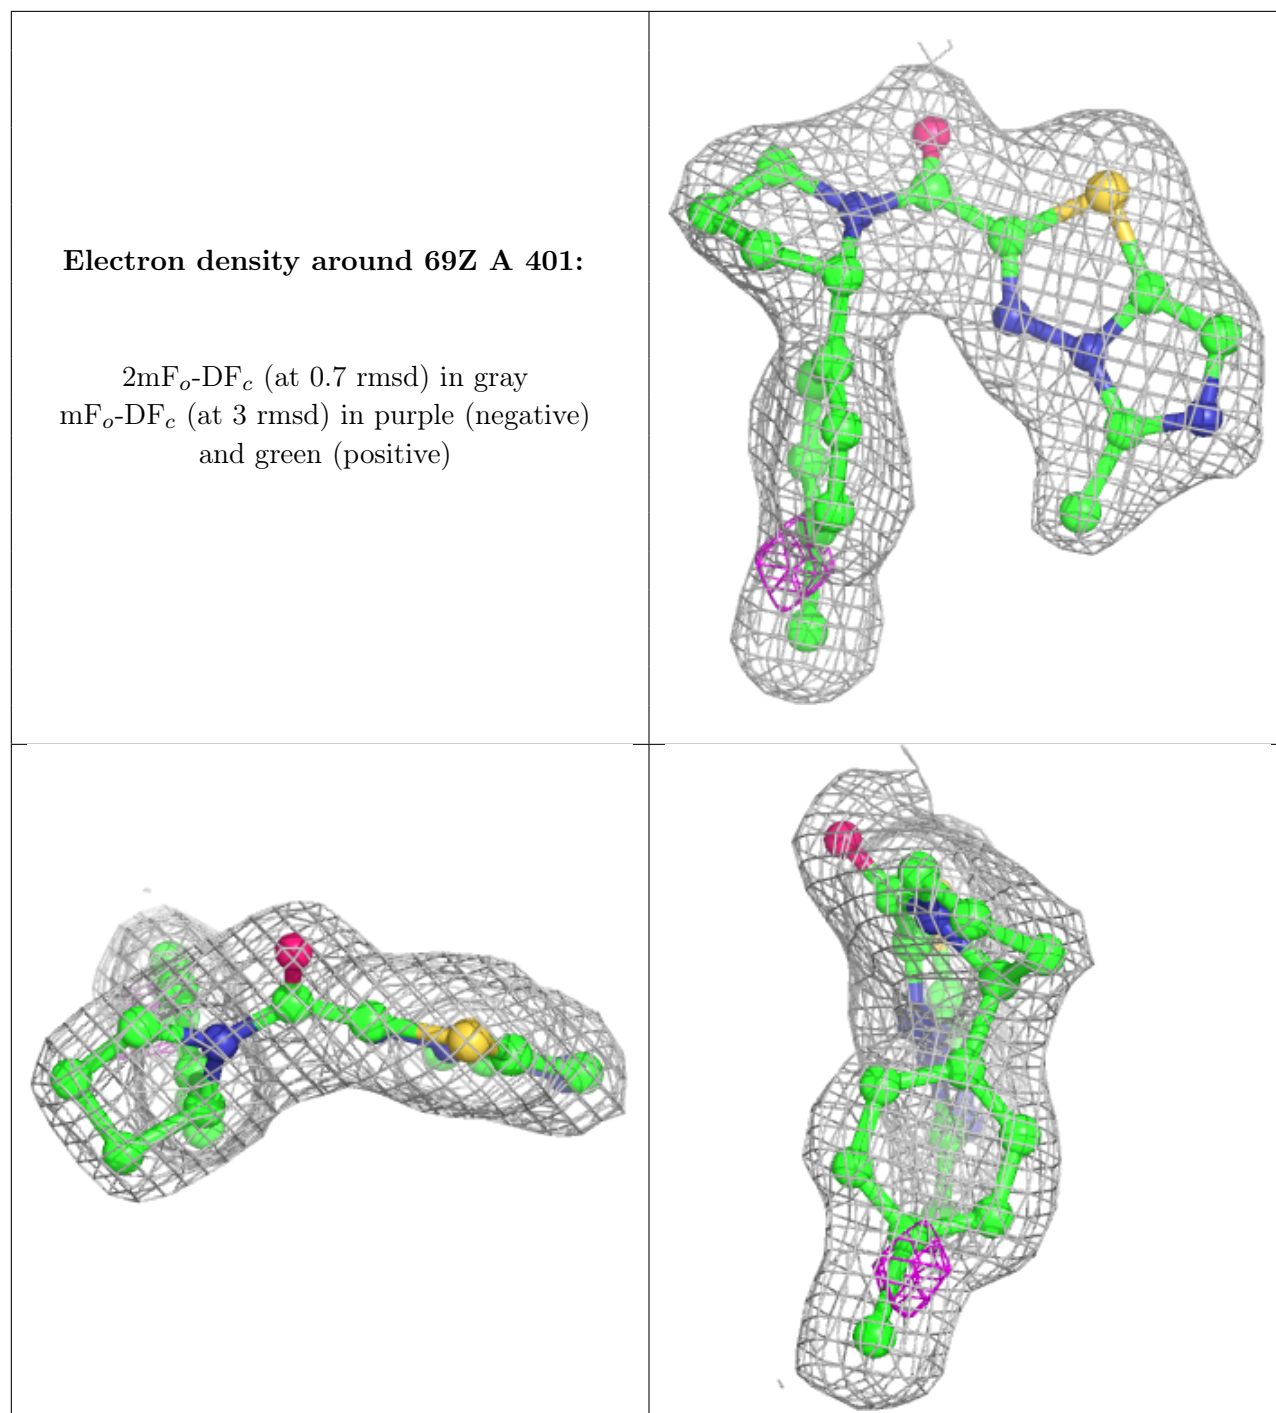 Electron density around 69Z A 401:
2mFo-DFc (at 0.7 rmsd) in gray
mFo-DFc (at 3 rmsd) in purple (negative)
and green (positive)